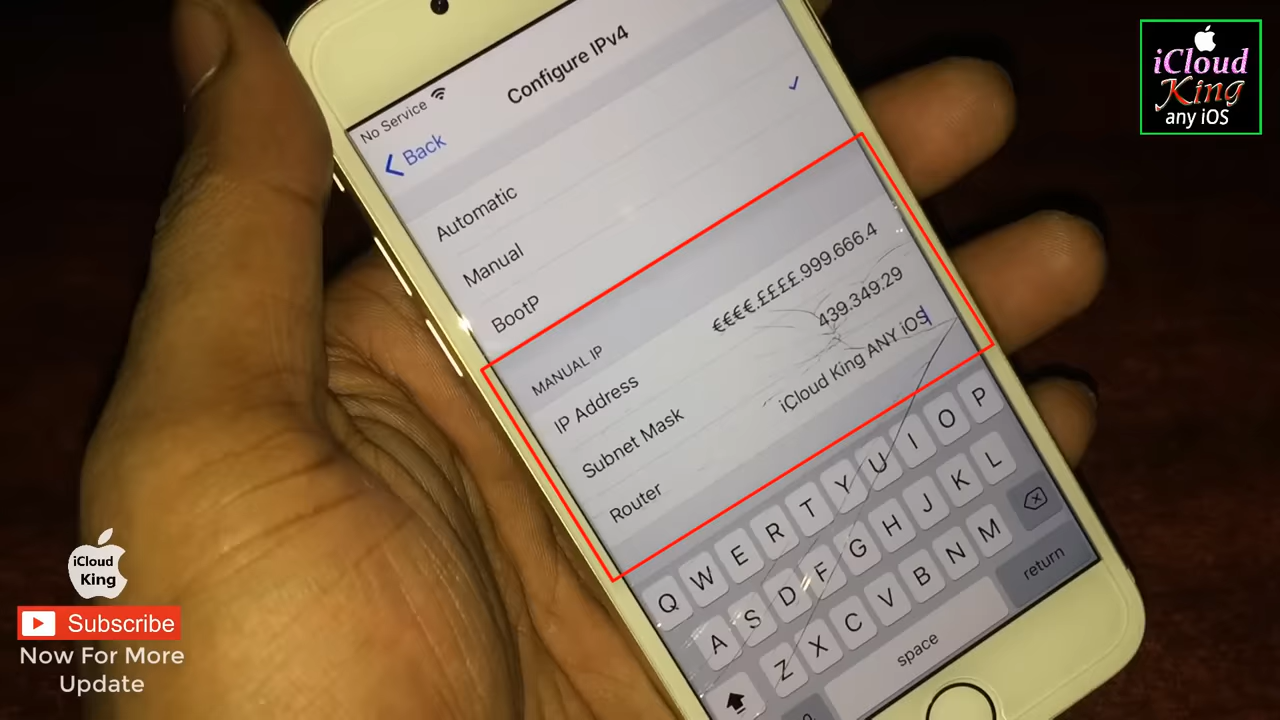 No Service
Configure IPv4
Back
Automatic
Manual
BootP
MANUAL IP
IP Address €€€€.££££.999.666.4
Subnet Mask 439.349.29
Router iCloud King ANY iOS
Q W E R T Y U I O P
A S D F G H J K L
Z X C V B N M
space return
iCloud
King
any iOS
iCloud
King
Subscribe
Now For More
Update